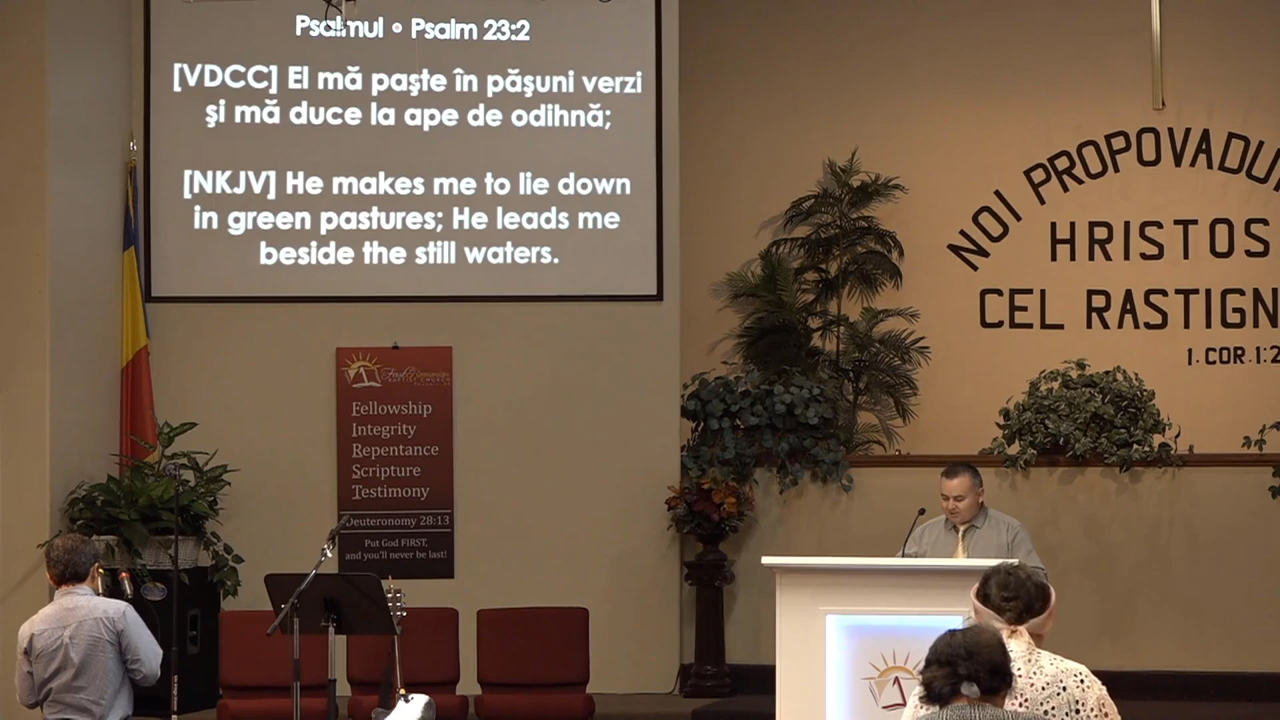 Psalmul • Psalm 23:2
[VDCC] El mă paşte în păşuni verzi
şi mă duce la ape de odihnă;
[NKJV] He makes me to lie down
in green pastures; He leads me
beside the still waters.
NOI PROPOVADU
HRISTOS
CEL RASTIGN
1.COR.1:2
BAPTIST CHURCH
Fellowship
Integrity
Repentance
Scripture
Testimony
Deuteronomy 28:13
Put God FIRST,
and you'll never be last!